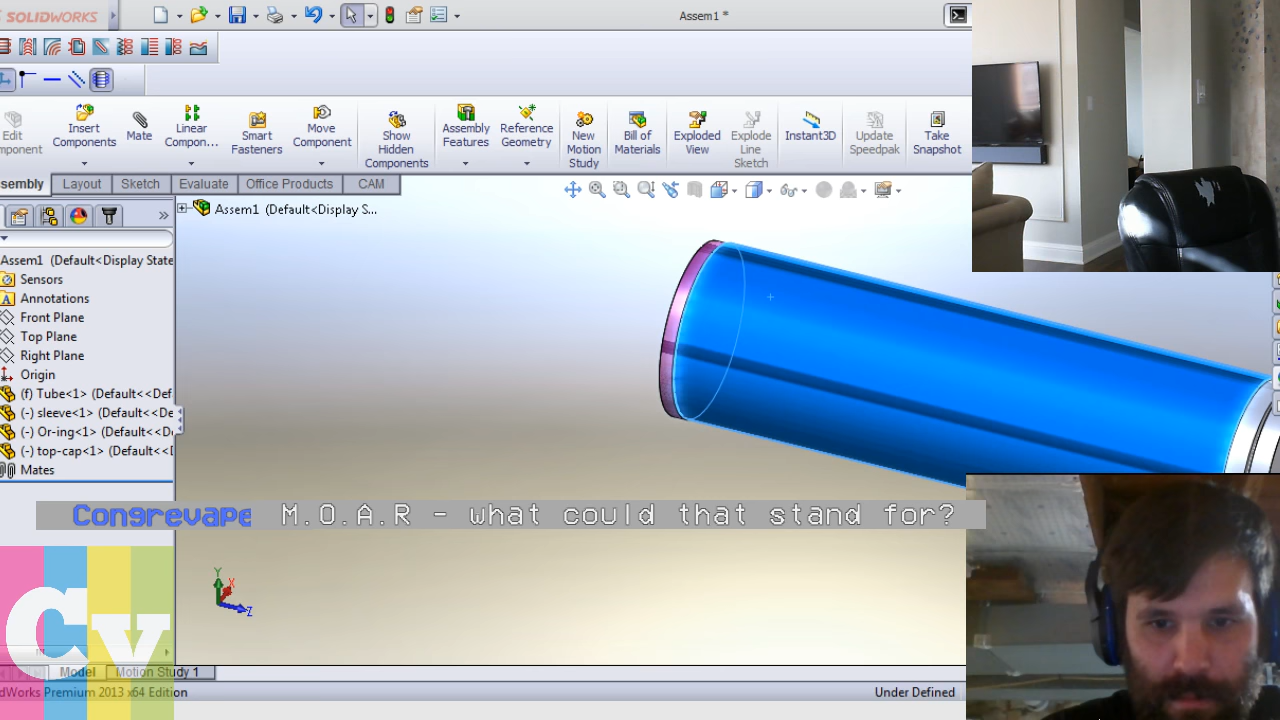 SOLIDWORKS
Assem1 *
Edit
mponent
Insert
Components
Mate
Linear
Compon...
Smart
Fasteners
Move
Component
Show
Hidden
Components
Assembly
Features
Reference
Geometry
New
Motion
Study
Bill of
Materials
Exploded
View
Explode
Line
Sketch
Instant3D
Update
Speedpak
Take
Snapshot
sembly
Layout
Sketch
Evaluate
Office Products
CAM
Assem1 (Default<Display S...
Assem1 (Default<Display State
Sensors
Annotations
Front Plane
Top Plane
Right Plane
Origin
(f) Tube<1> (Default<<Def
(-) sleeve<1> (Default<<De
(-) Or-ing<1> (Default<<D
(-) top-cap<1> (Default<<
Mates
Congrevape M.O.A.R - what could that stand for?
Y
X
Z
Cv
Model
Motion Study 1
dWorks Premium 2013 x64 Edition
Under Defined